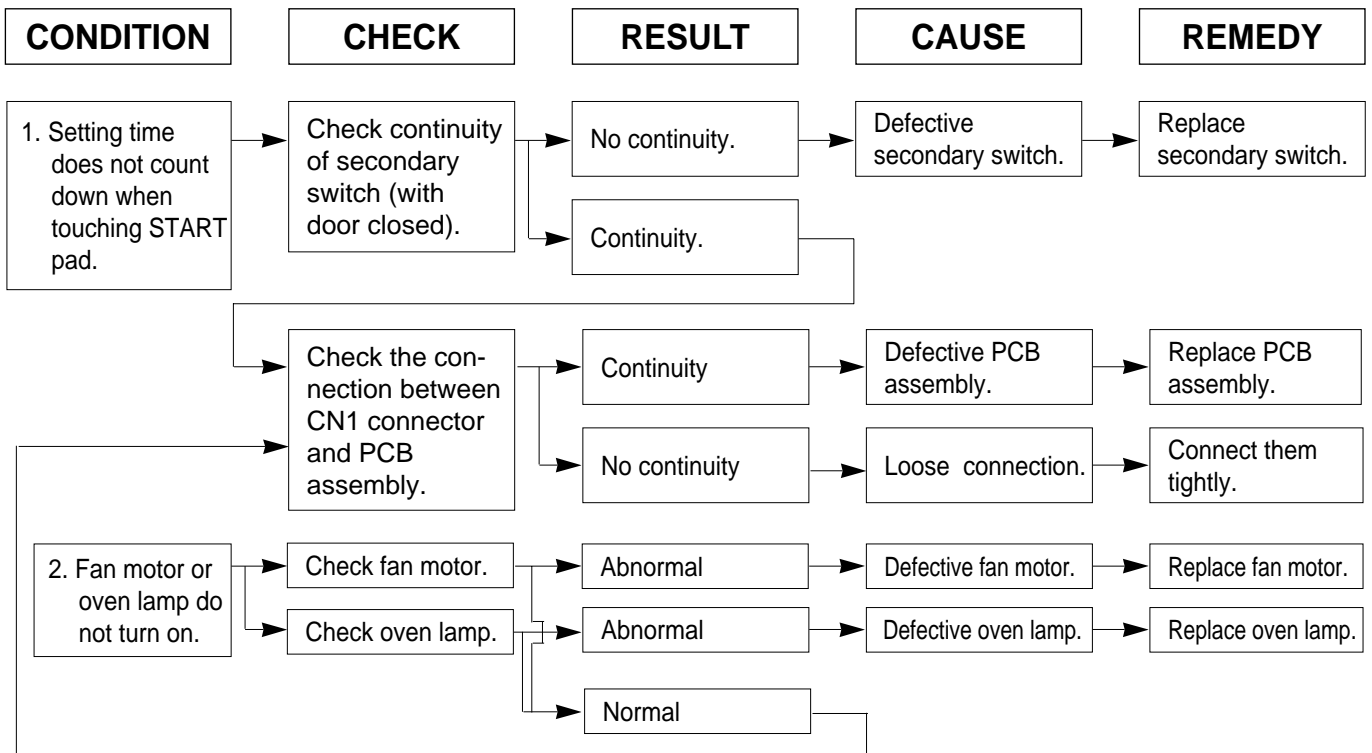 CONDITION
CHECK
RESULT
CAUSE
REMEDY
1. Setting time
does not count
down when
touching START
pad.
Check continuity
of secondary
switch (with
door closed).
No continuity.
Defective
secondary switch.
Replace
secondary switch.
Continuity.
Check the con-
nection between
CN1 connector
and PCB
assembly.
Continuity
Defective PCB
assembly.
Replace PCB
assembly.
No continuity
Loose connection.
Connect them
tightly.
2. Fan motor or
oven lamp do
not turn on.
Check fan motor.
Abnormal
Defective fan motor.
Replace fan motor.
Check oven lamp.
Abnormal
Defective oven lamp.
Replace oven lamp.
Normal